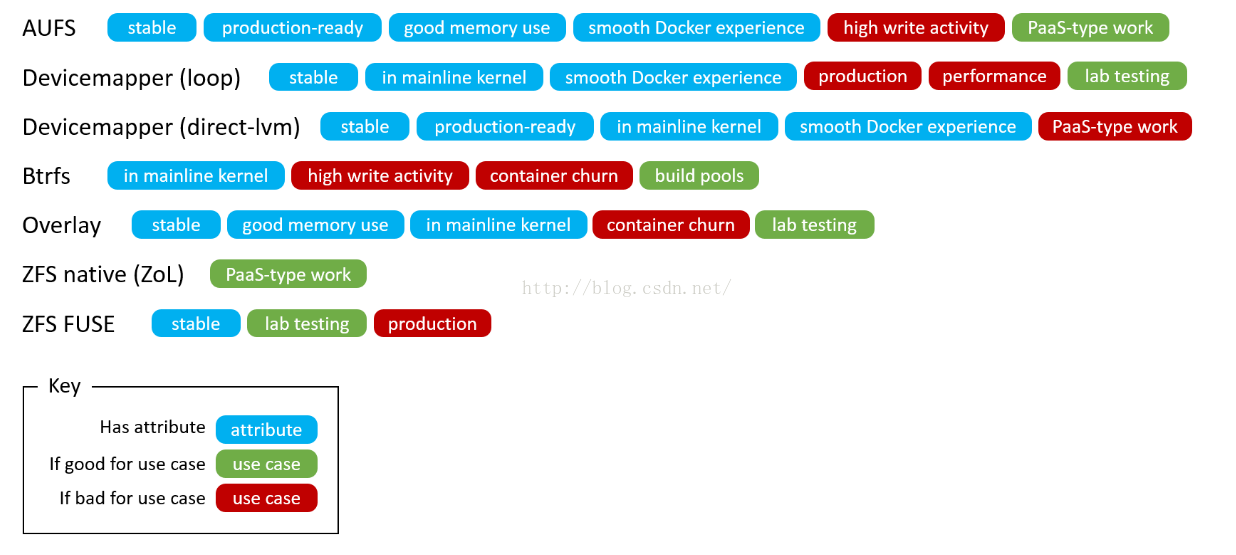 AUFS stable production-ready good memory use smooth Docker experience high write activity PaaS-type work
Devicemapper (loop) stable in mainline kernel smooth Docker experience production performance lab testing
Devicemapper (direct-lvm) stable production-ready in mainline kernel smooth Docker experience PaaS-type work
Btrfs in mainline kernel high write activity container churn build pools
Overlay stable good memory use in mainline kernel container churn lab testing
ZFS native (ZoL) PaaS-type work
http://blog.csdn.net/
ZFS FUSE stable lab testing production
Key
Has attribute attribute
If good for use case use case
If bad for use case use case